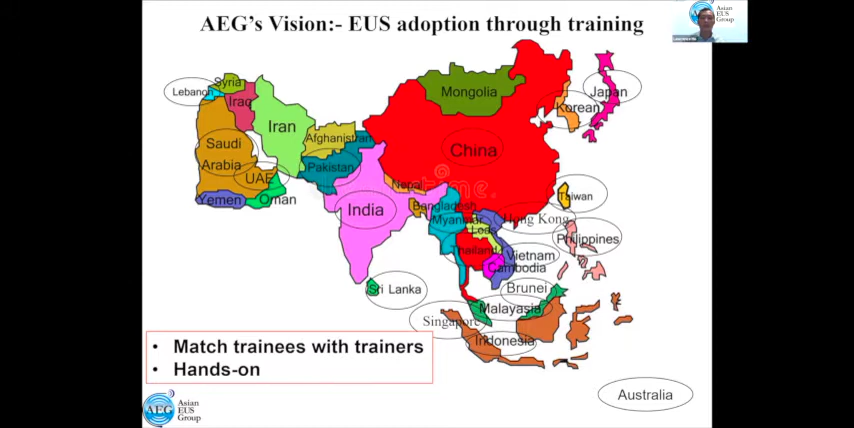 AEG's Vision:- EUS adoption through training
Asian
EUS
Group
Mongolia
Lebanon
Syria
Iraq
Japan
Korean
Iran
Afghanistan
Saudi
Arabia
China
UAE
Pakistan
Nepal
Taiwan
Yemen
Oman
India
Bangladesh
Myanmar
Hong Kong
Laos
Thailand
Philippines
Vietnam
Cambodia
Sri Lanka
Brunei
Malayasia
Singapore
Indonesia
• Match trainees with trainers
• Hands-on
Australia
AEG
Asian
EUS
Group